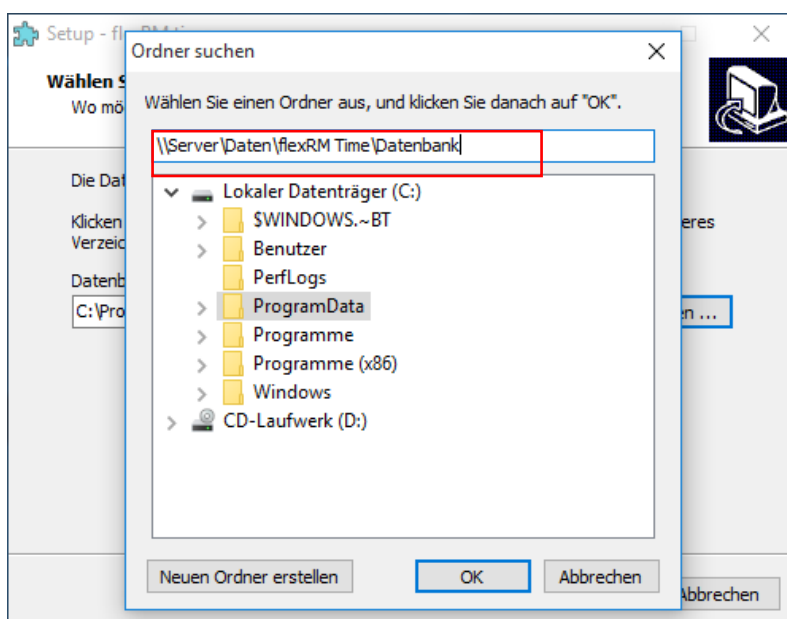 Setup - fl
Ordner suchen
Wählen S
Wo mö
Wählen Sie einen Ordner aus, und klicken Sie danach auf "OK".
\\Server\Daten\flexRM Time\Datenbank
Die Dat
Lokaler Datenträger (C:)
Klicken
$WINDOWS.~BT
eres
Verzeic
Benutzer
PerfLogs
Datenb
ProgramData
C:\Pro
en ...
Programme
Programme (x86)
Windows
CD-Laufwerk (D:)
Neuen Ordner erstellen
OK
Abbrechen
Abbrechen